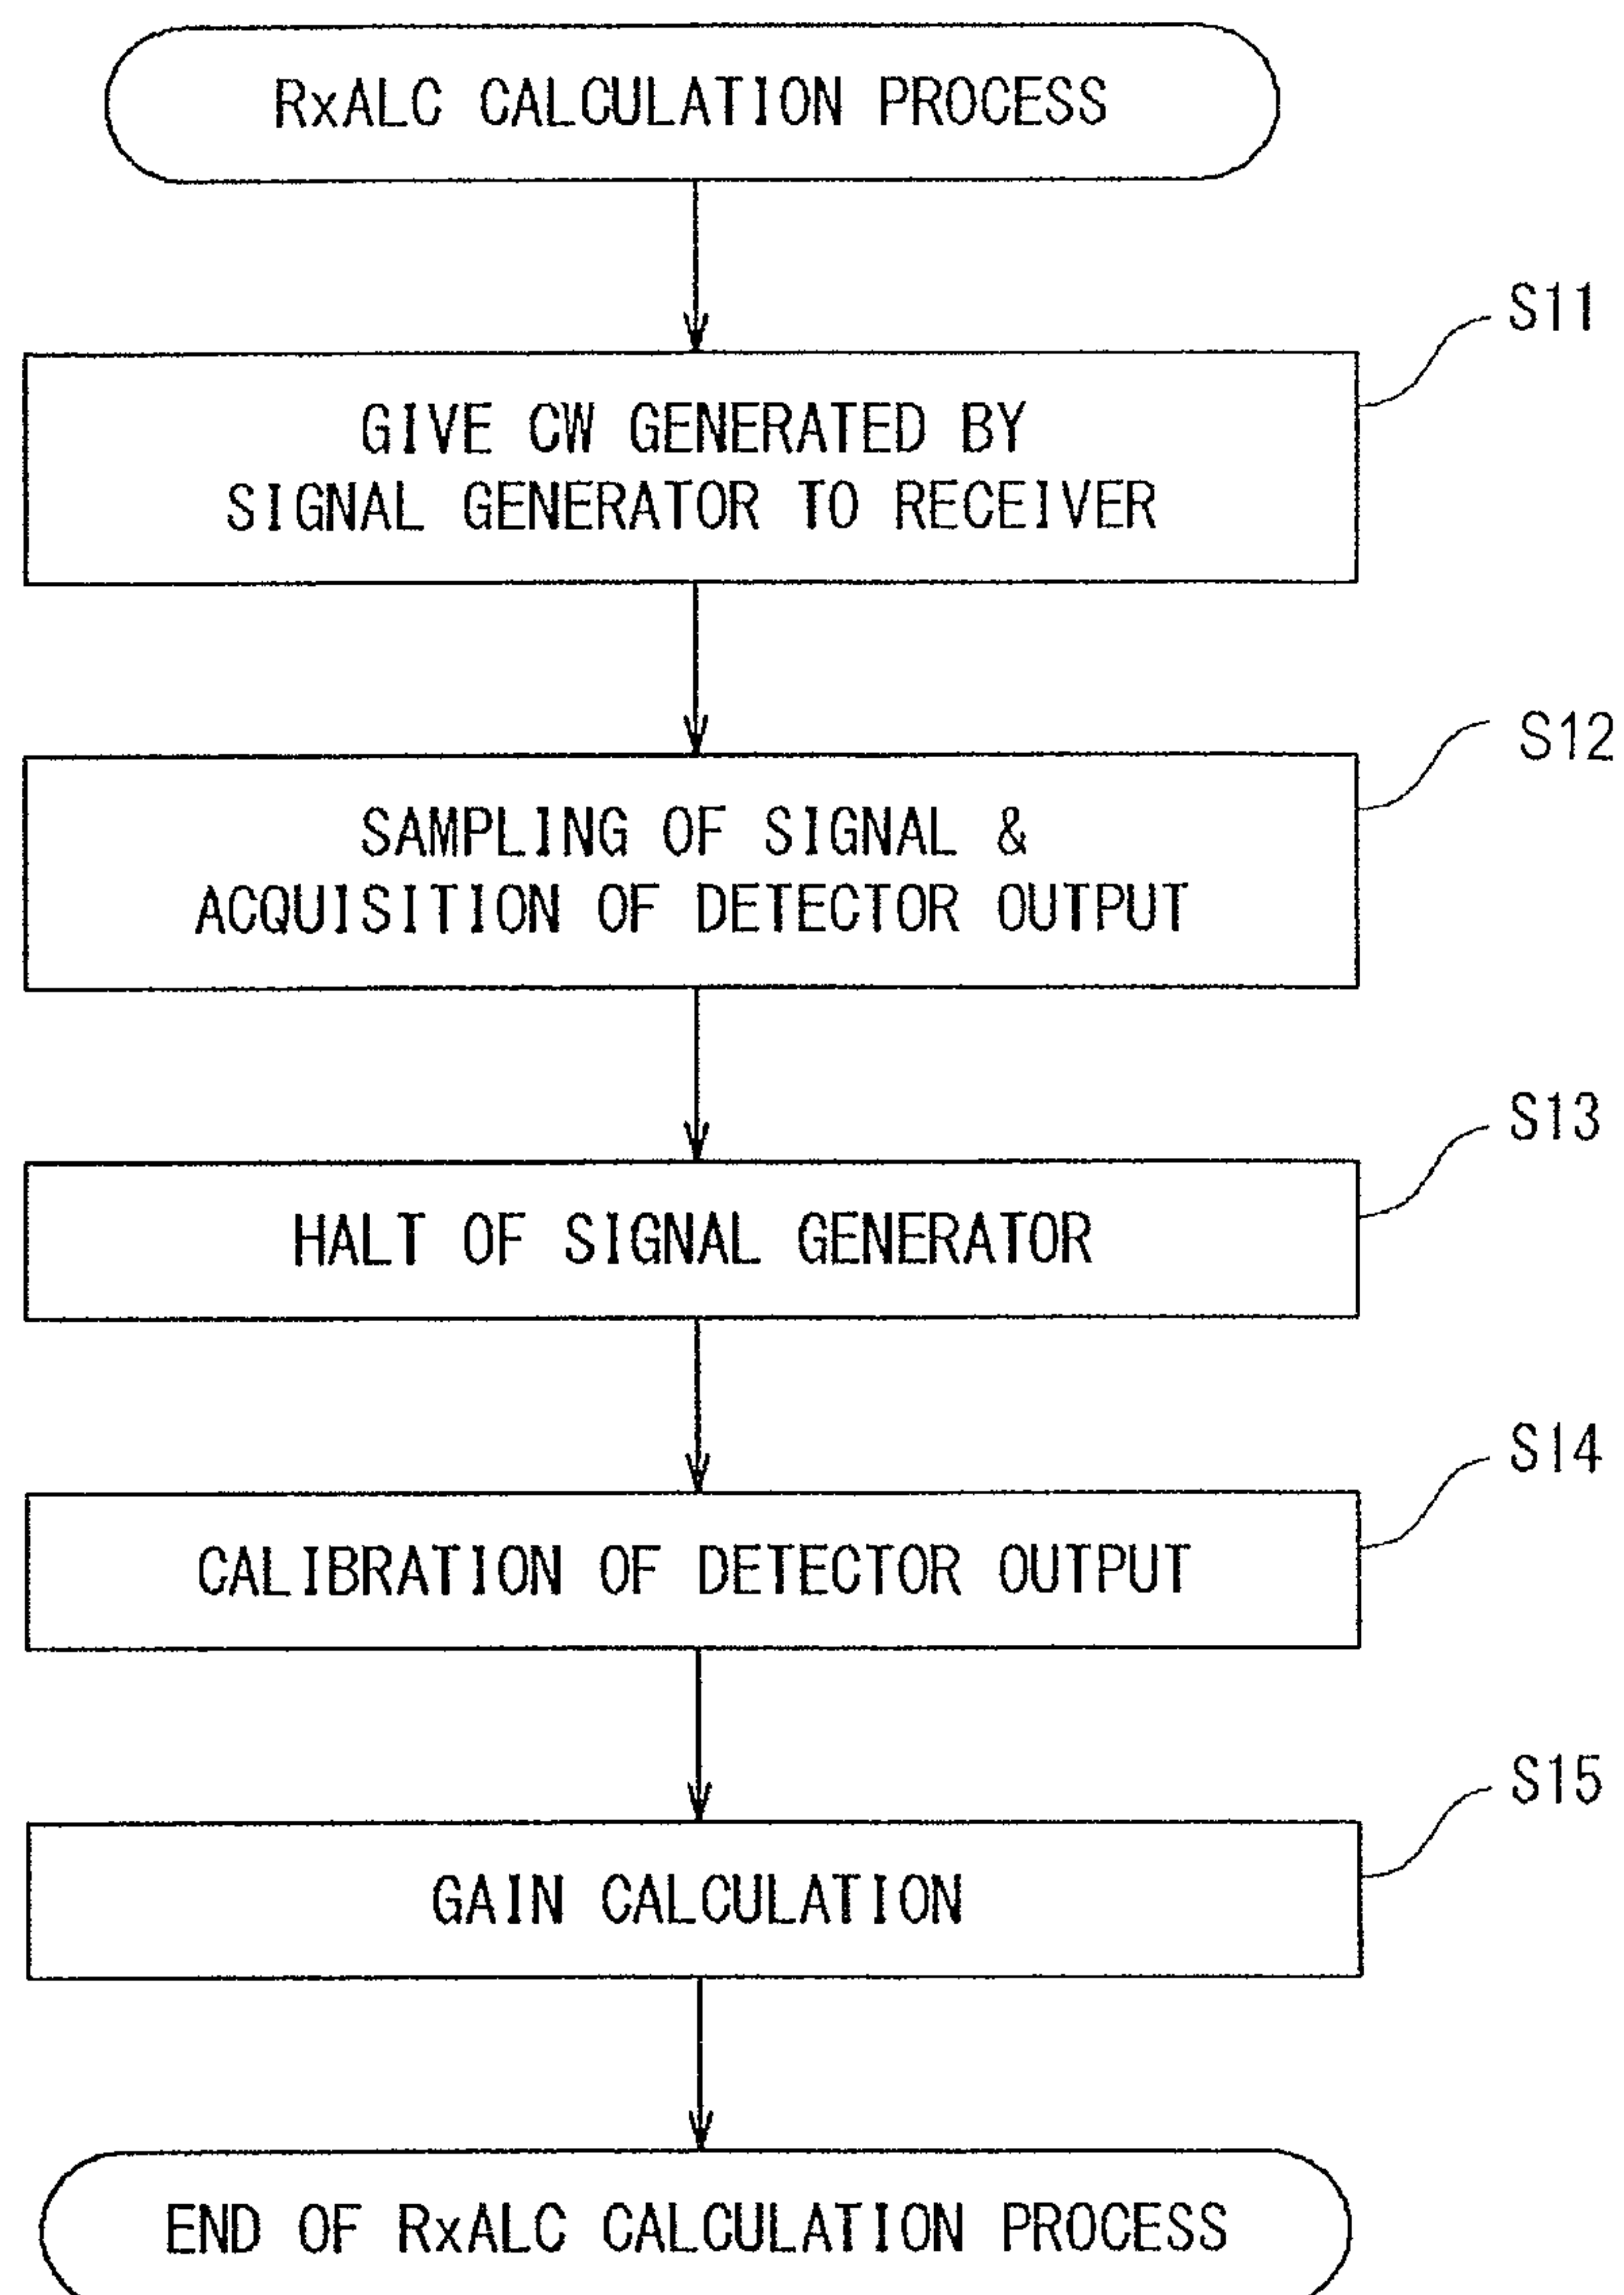 RxALC CALCULATION PROCESS
S11
GIVE CW GENERATED BY
SIGNAL GENERATOR TO RECEIVER
S12
SAMPLING OF SIGNAL &
ACQUISITION OF DETECTOR OUTPUT
S13
HALT OF SIGNAL GENERATOR
S14
CALIBRATION OF DETECTOR OUTPUT
S15
GAIN CALCULATION
END OF RxALC CALCULATION PROCESS